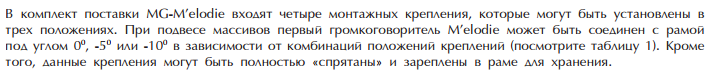 В комплект поставки MG-M’elodie входят четыре монтажных крепления, которые могут быть установлены в
трех положениях. При подвесе массивов первый громкоговоритель M’elodie может быть соединен с рамой
под углом 0⁰, -5⁰ или -10⁰ в зависимости от комбинаций положений креплений (посмотрите таблицу 1). Кроме
того, данные крепления могут быть полностью «спрятаны» и зареплены в раме для хранения.